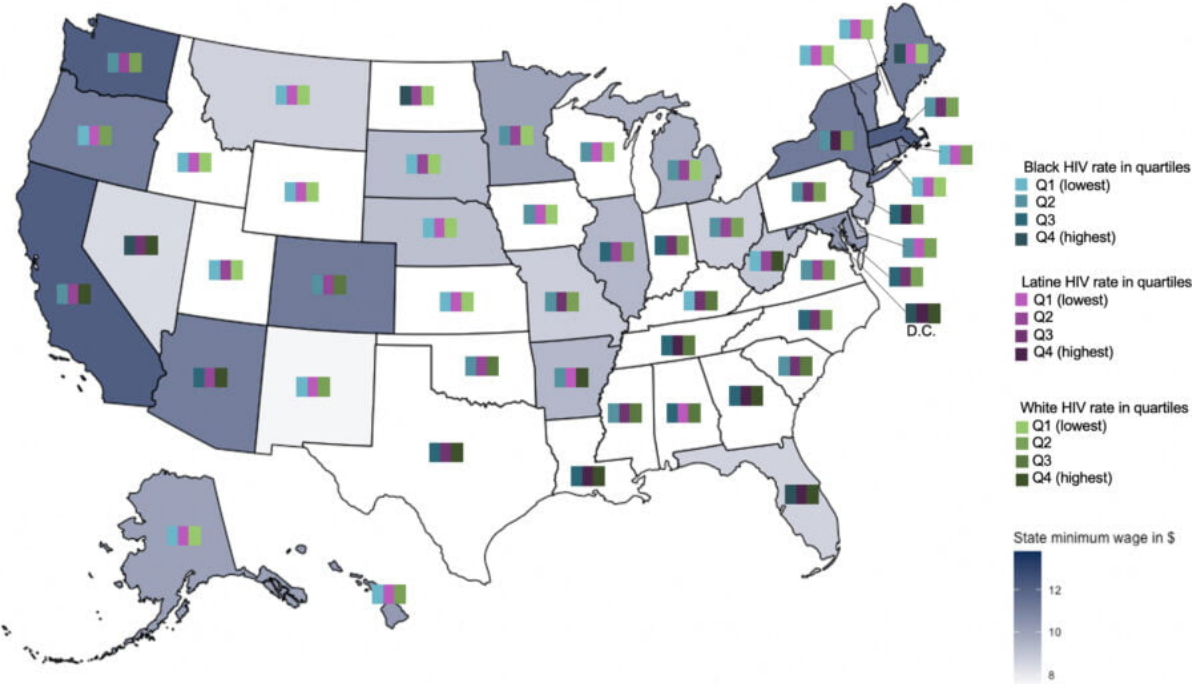 Black HIV rate in quartiles
Q1 (lowest)
Q2
Q3
Q4 (highest)
Latine HIV rate in quartiles
Q1 (lowest)
Q2
Q3
Q4 (highest)
D.C.
White HIV rate in quartiles
Q1 (lowest)
Q2
Q3
Q4 (highest)
State minimum wage in $
12
10
8